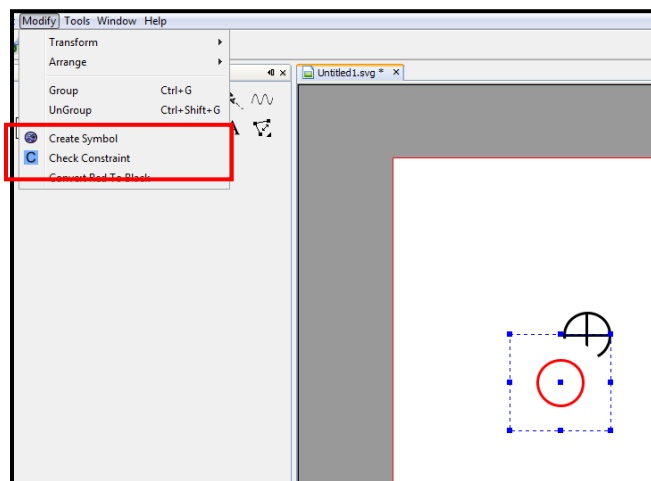 Modify Tools Window Help
Transform
Arrange
Group Ctrl+G
UnGroup Ctrl+Shift+G
Create Symbol
C Check Constraint
Convert Red To Black
Untitled1.svg *
A